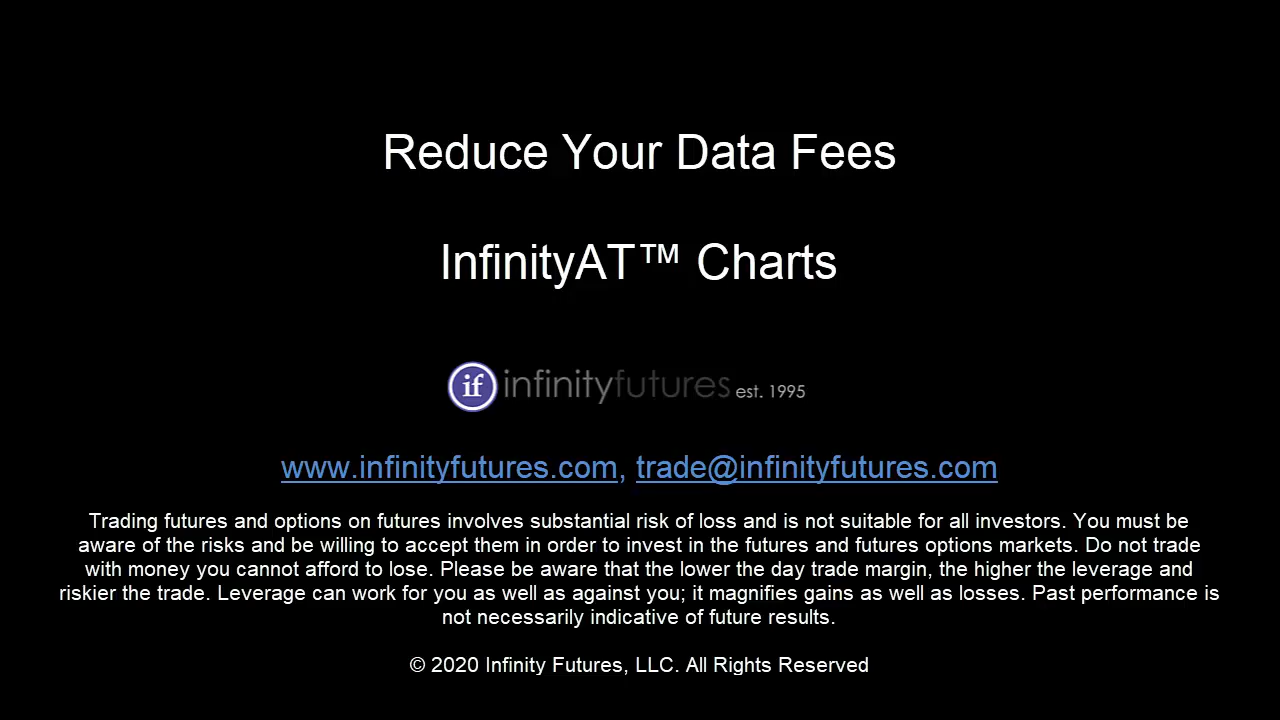 Reduce Your Data Fees
InfinityAT™ Charts
if infinityfutures est. 1995
www.infinityfutures.com, trade@infinityfutures.com
Trading futures and options on futures involves substantial risk of loss and is not suitable for all investors. You must be
aware of the risks and be willing to accept them in order to invest in the futures and futures options markets. Do not trade
with money you cannot afford to lose. Please be aware that the lower the day trade margin, the higher the leverage and
riskier the trade. Leverage can work for you as well as against you; it magnifies gains as well as losses. Past performance is
not necessarily indicative of future results.
© 2020 Infinity Futures, LLC. All Rights Reserved